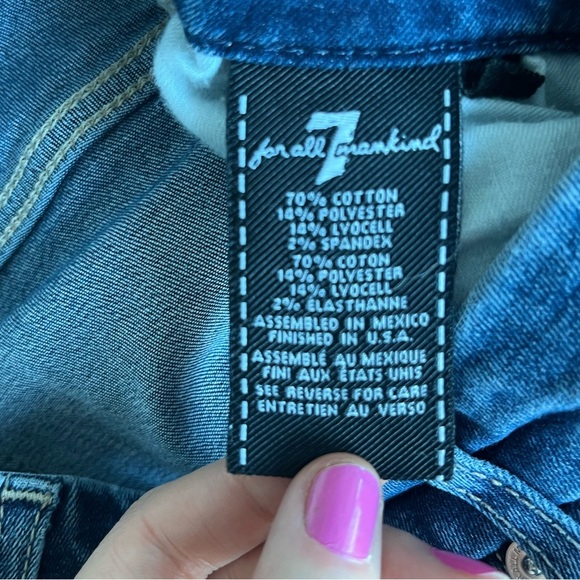 7
for all mankind
70% COTTON
14% POLYESTER
14% LYOCELL
2% SPANDEX
70% COTON
14% POLYESTER
14% LYOCELL
2% ÉLASTHANNE
ASSEMBLED IN MEXICO
FINISHED IN U.S.A.
ASSEMBLÉ AU MEXIQUE
FINI AUX ÉTATS-UNIS
SEE REVERSE FOR CARE
ENTRETIEN AU VERSO